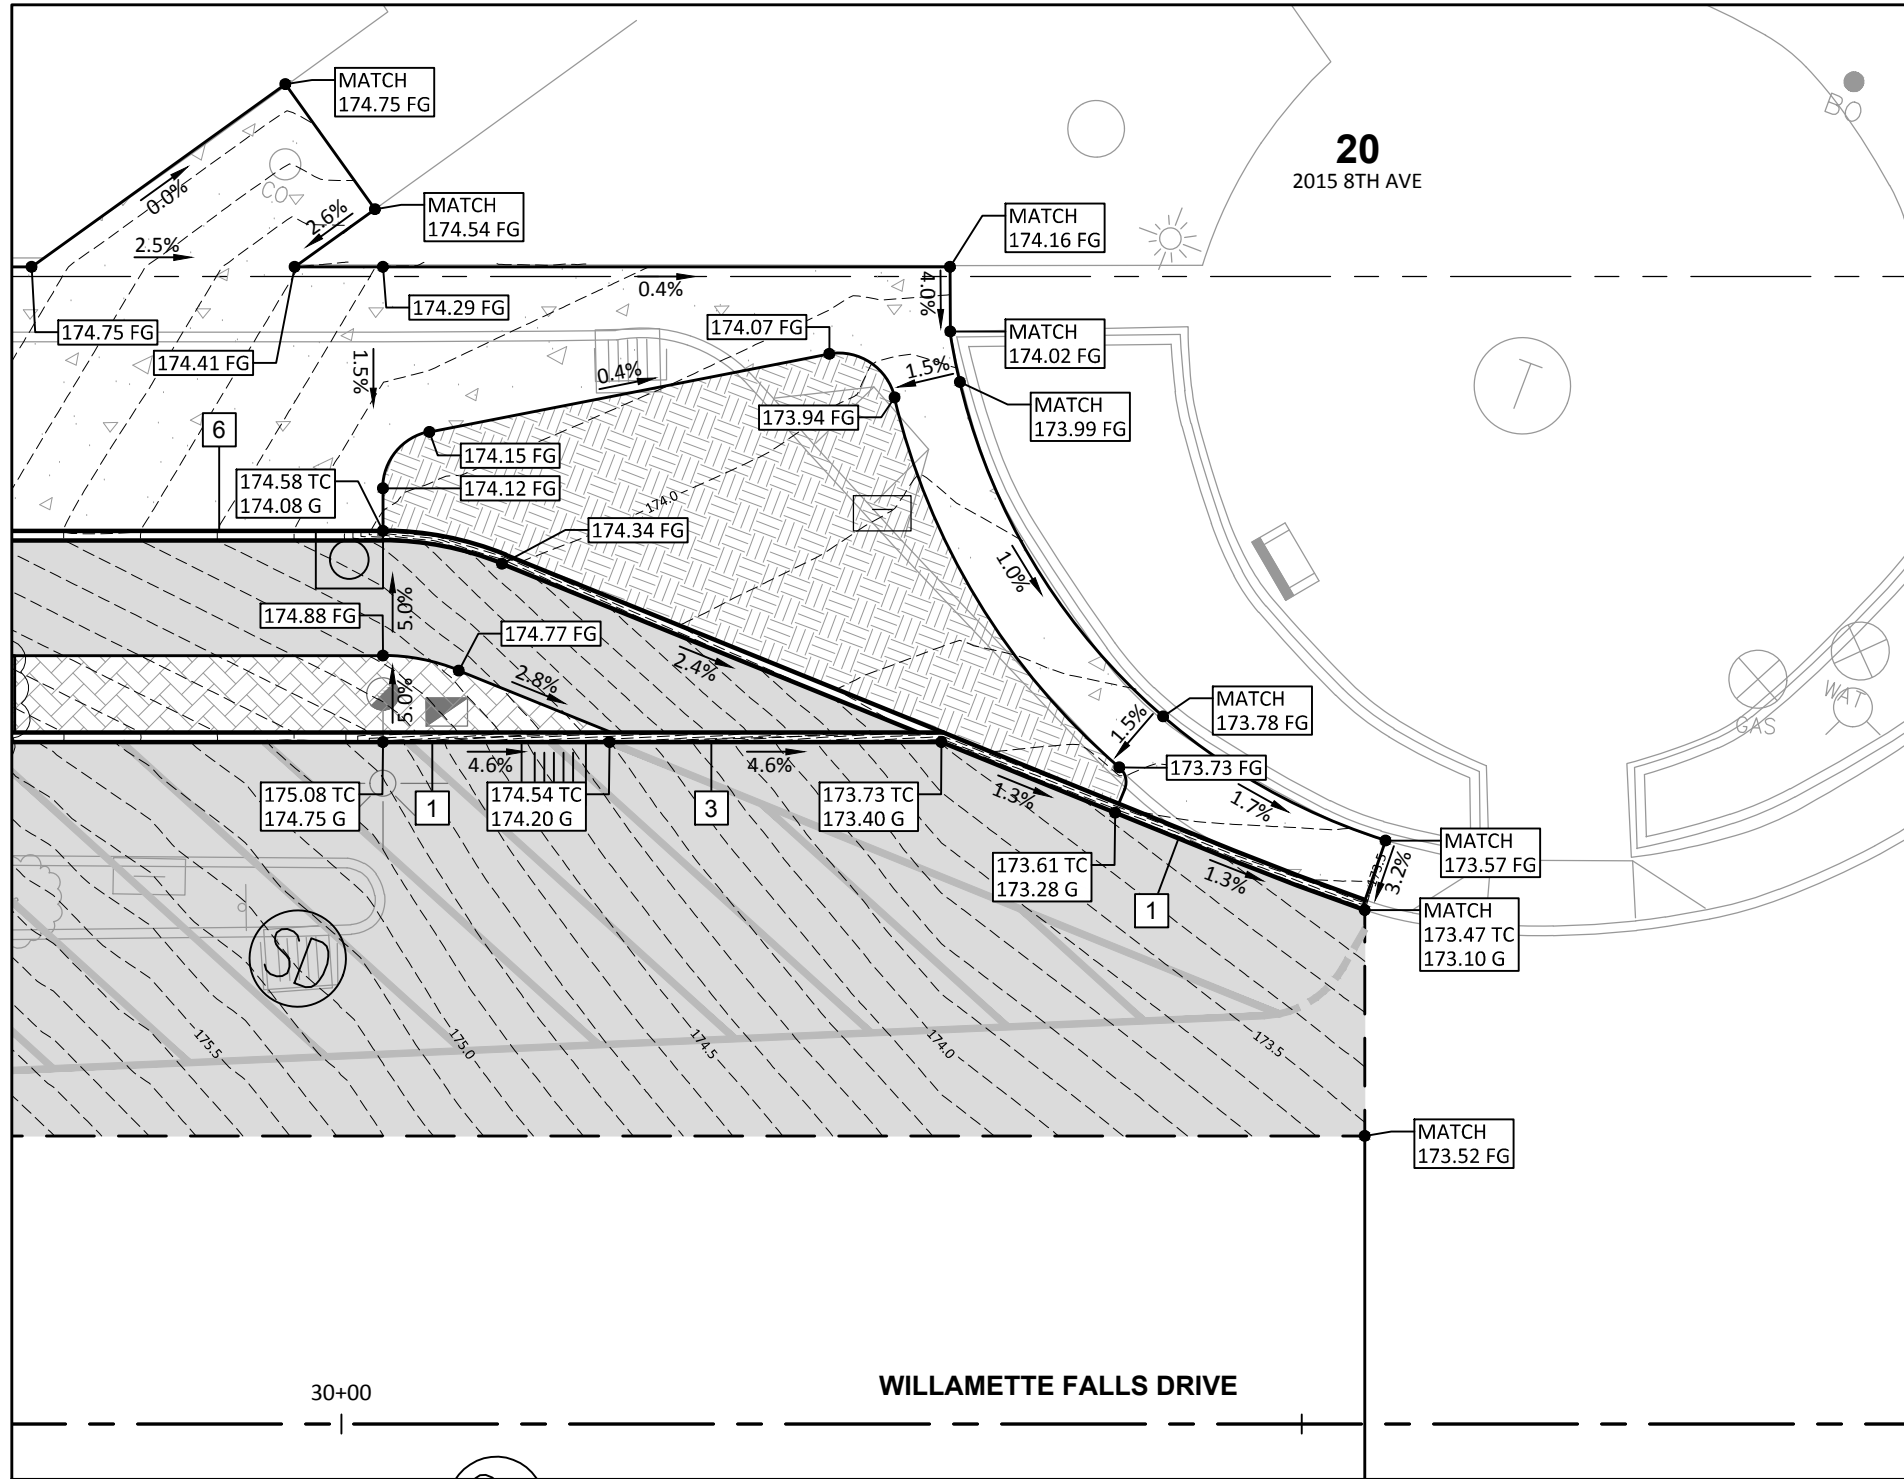 MATCH
174.75 FG
BO
20
2015 8TH AVE
0.0%
CO
2.6%
MATCH
174.54 FG
MATCH
174.16 FG
2.5%
0.4%
4.0%
174.29 FG
174.75 FG
174.07 FG
MATCH
174.02 FG
174.41 FG
1.5%
0.4%
1.5%
MATCH
173.99 FG
173.94 FG
6
174.15 FG
174.58 TC
174.08 G
174.12 FG
174.0
174.34 FG
1.0%
174.88 FG
5.0%
174.77 FG
2.4%
2.8%
5.0%
MATCH
173.78 FG
1.5%
WAT
GAS
4.6%
4.6%
173.73 FG
175.08 TC
174.75 G
1
174.54 TC
174.20 G
3
173.73 TC
173.40 G
1.3%
1.7%
MATCH
173.57 FG
173.61 TC
173.28 G
1.3%
173.5
3.2%
1
MATCH
173.47 TC
173.10 G
SD
175.5
175.0
174.5
174.0
173.5
MATCH
173.52 FG
30+00
WILLAMETTE FALLS DRIVE